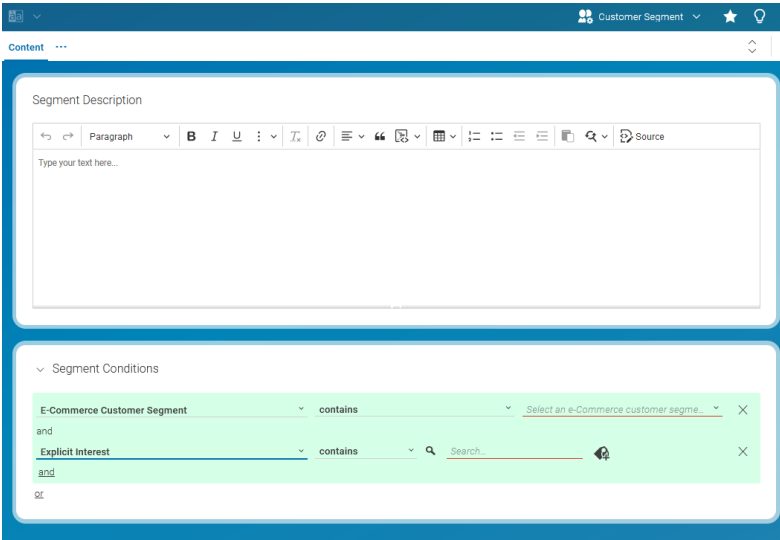 Customer Segment
Content ...
Segment Description
Paragraph B I U Source
Type your text here...
Segment Conditions
E-Commerce Customer Segment contains Select an e-Commerce customer segme...
and
Explicit Interest contains Search...
and
or